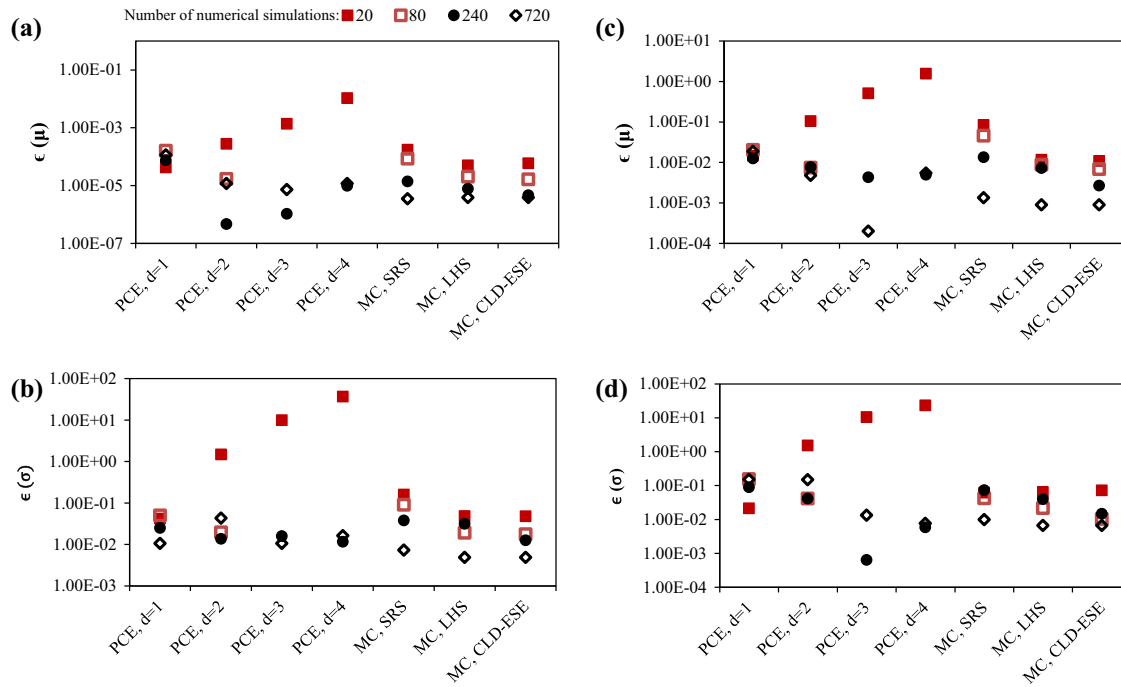 Number of numerical simulations: 20 80 240 720
(a)
ϵ (μ)
1.00E-01
1.00E-03
1.00E-05
1.00E-07
PCE, d=1
PCE, d=2
PCE, d=3
PCE, d=4
MC, SRS
MC, LHS
MC, CLD-ESE
(c)
ϵ (μ)
1.00E+01
1.00E+00
1.00E-01
1.00E-02
1.00E-03
1.00E-04
PCE, d=1
PCE, d=2
PCE, d=3
PCE, d=4
MC, SRS
MC, LHS
MC, CLD-ESE
(b)
ϵ (σ)
1.00E+02
1.00E+01
1.00E+00
1.00E-01
1.00E-02
1.00E-03
PCE, d=1
PCE, d=2
PCE, d=3
PCE, d=4
MC, SRS
MC, LHS
MC, CLD-ESE
(d)
ϵ (σ)
1.00E+02
1.00E+01
1.00E+00
1.00E-01
1.00E-02
1.00E-03
1.00E-04
PCE, d=1
PCE, d=2
PCE, d=3
PCE, d=4
MC, SRS
MC, LHS
MC, CLD-ESE